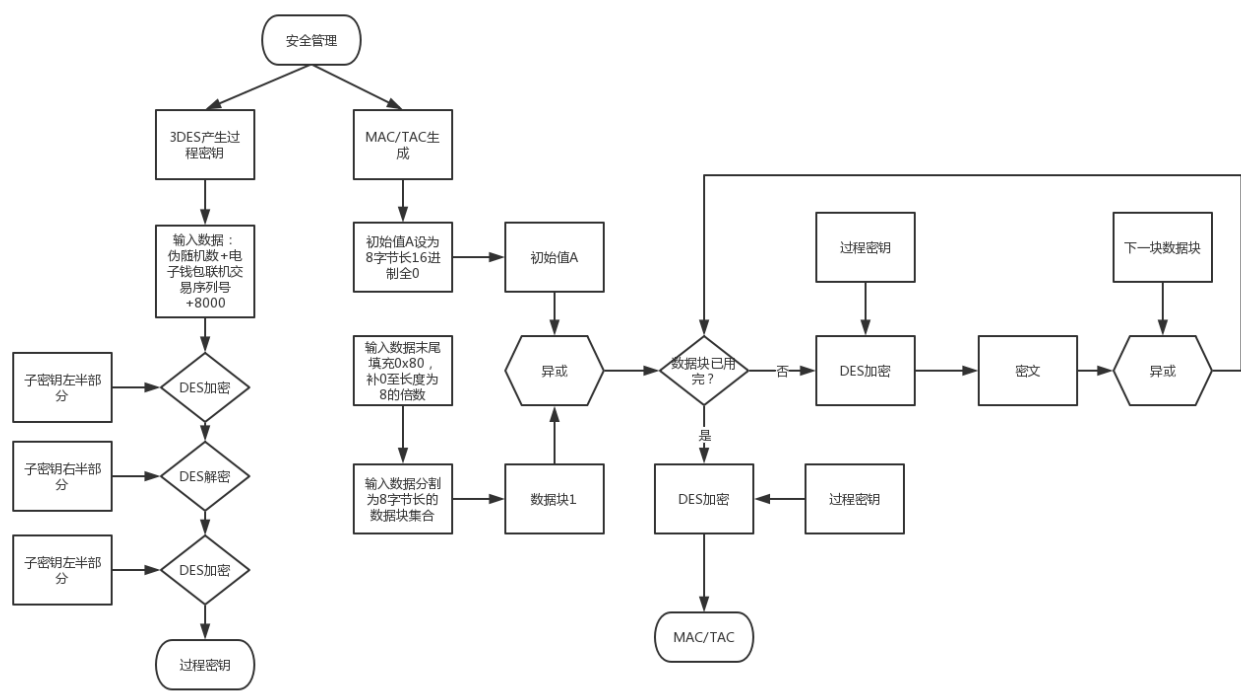 安全管理
3DES产生过
程密钥
输入数据：
伪随机数+电
子钱包联机交
易序列号
+8000
子密钥左半部
分
DES加密
子密钥右半部
分
DES解密
子密钥左半部
分
DES加密
过程密钥
MAC/TAC生
成
初始值A设为
8字节长16进
制全0
初始值A
输入数据末尾
填充0x80，
补0至长度为
8的倍数
输入数据分割
为8字节长的
数据块集合
数据块1
异或
数据块已用
完？
否
是
过程密钥
DES加密
密文
下一块数据块
异或
DES加密
过程密钥
MAC/TAC